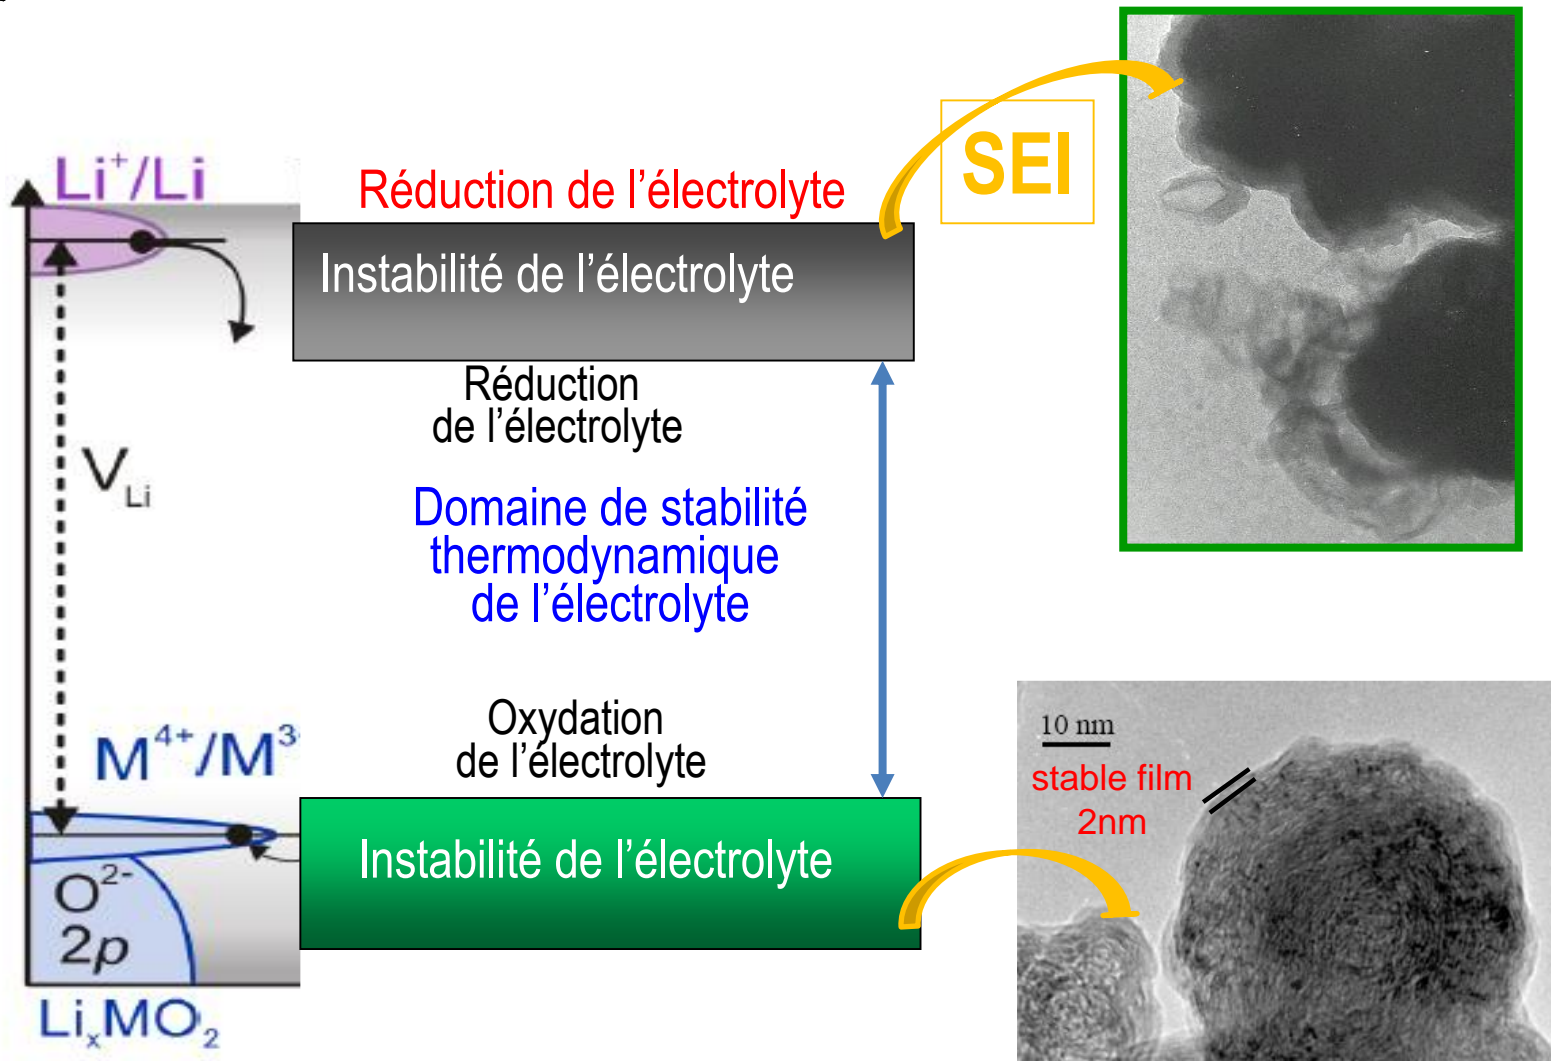 Li⁺/Li
Réduction de l’électrolyte
SEI
Instabilité de l’électrolyte
Réduction
de l’électrolyte
V_Li
Domaine de stabilité
thermodynamique
de l’électrolyte
Oxydation
de l’électrolyte
M⁴⁺/M³
10 nm
stable film
2nm
Instabilité de l’électrolyte
O²⁻
2p
LiₓMO₂